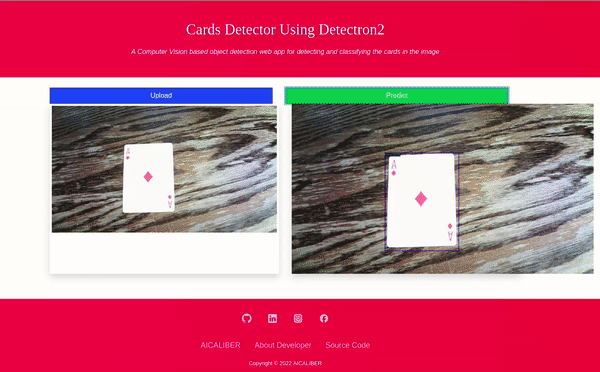 Cards Detector Using Detectron2
A Computer Vision based object detection web app for detecting and classifying the cards in the image
Upload
Predict
A
A
A
A
AICALIBER
About Developer
Source Code
Copyright © 2022 AICALIBER